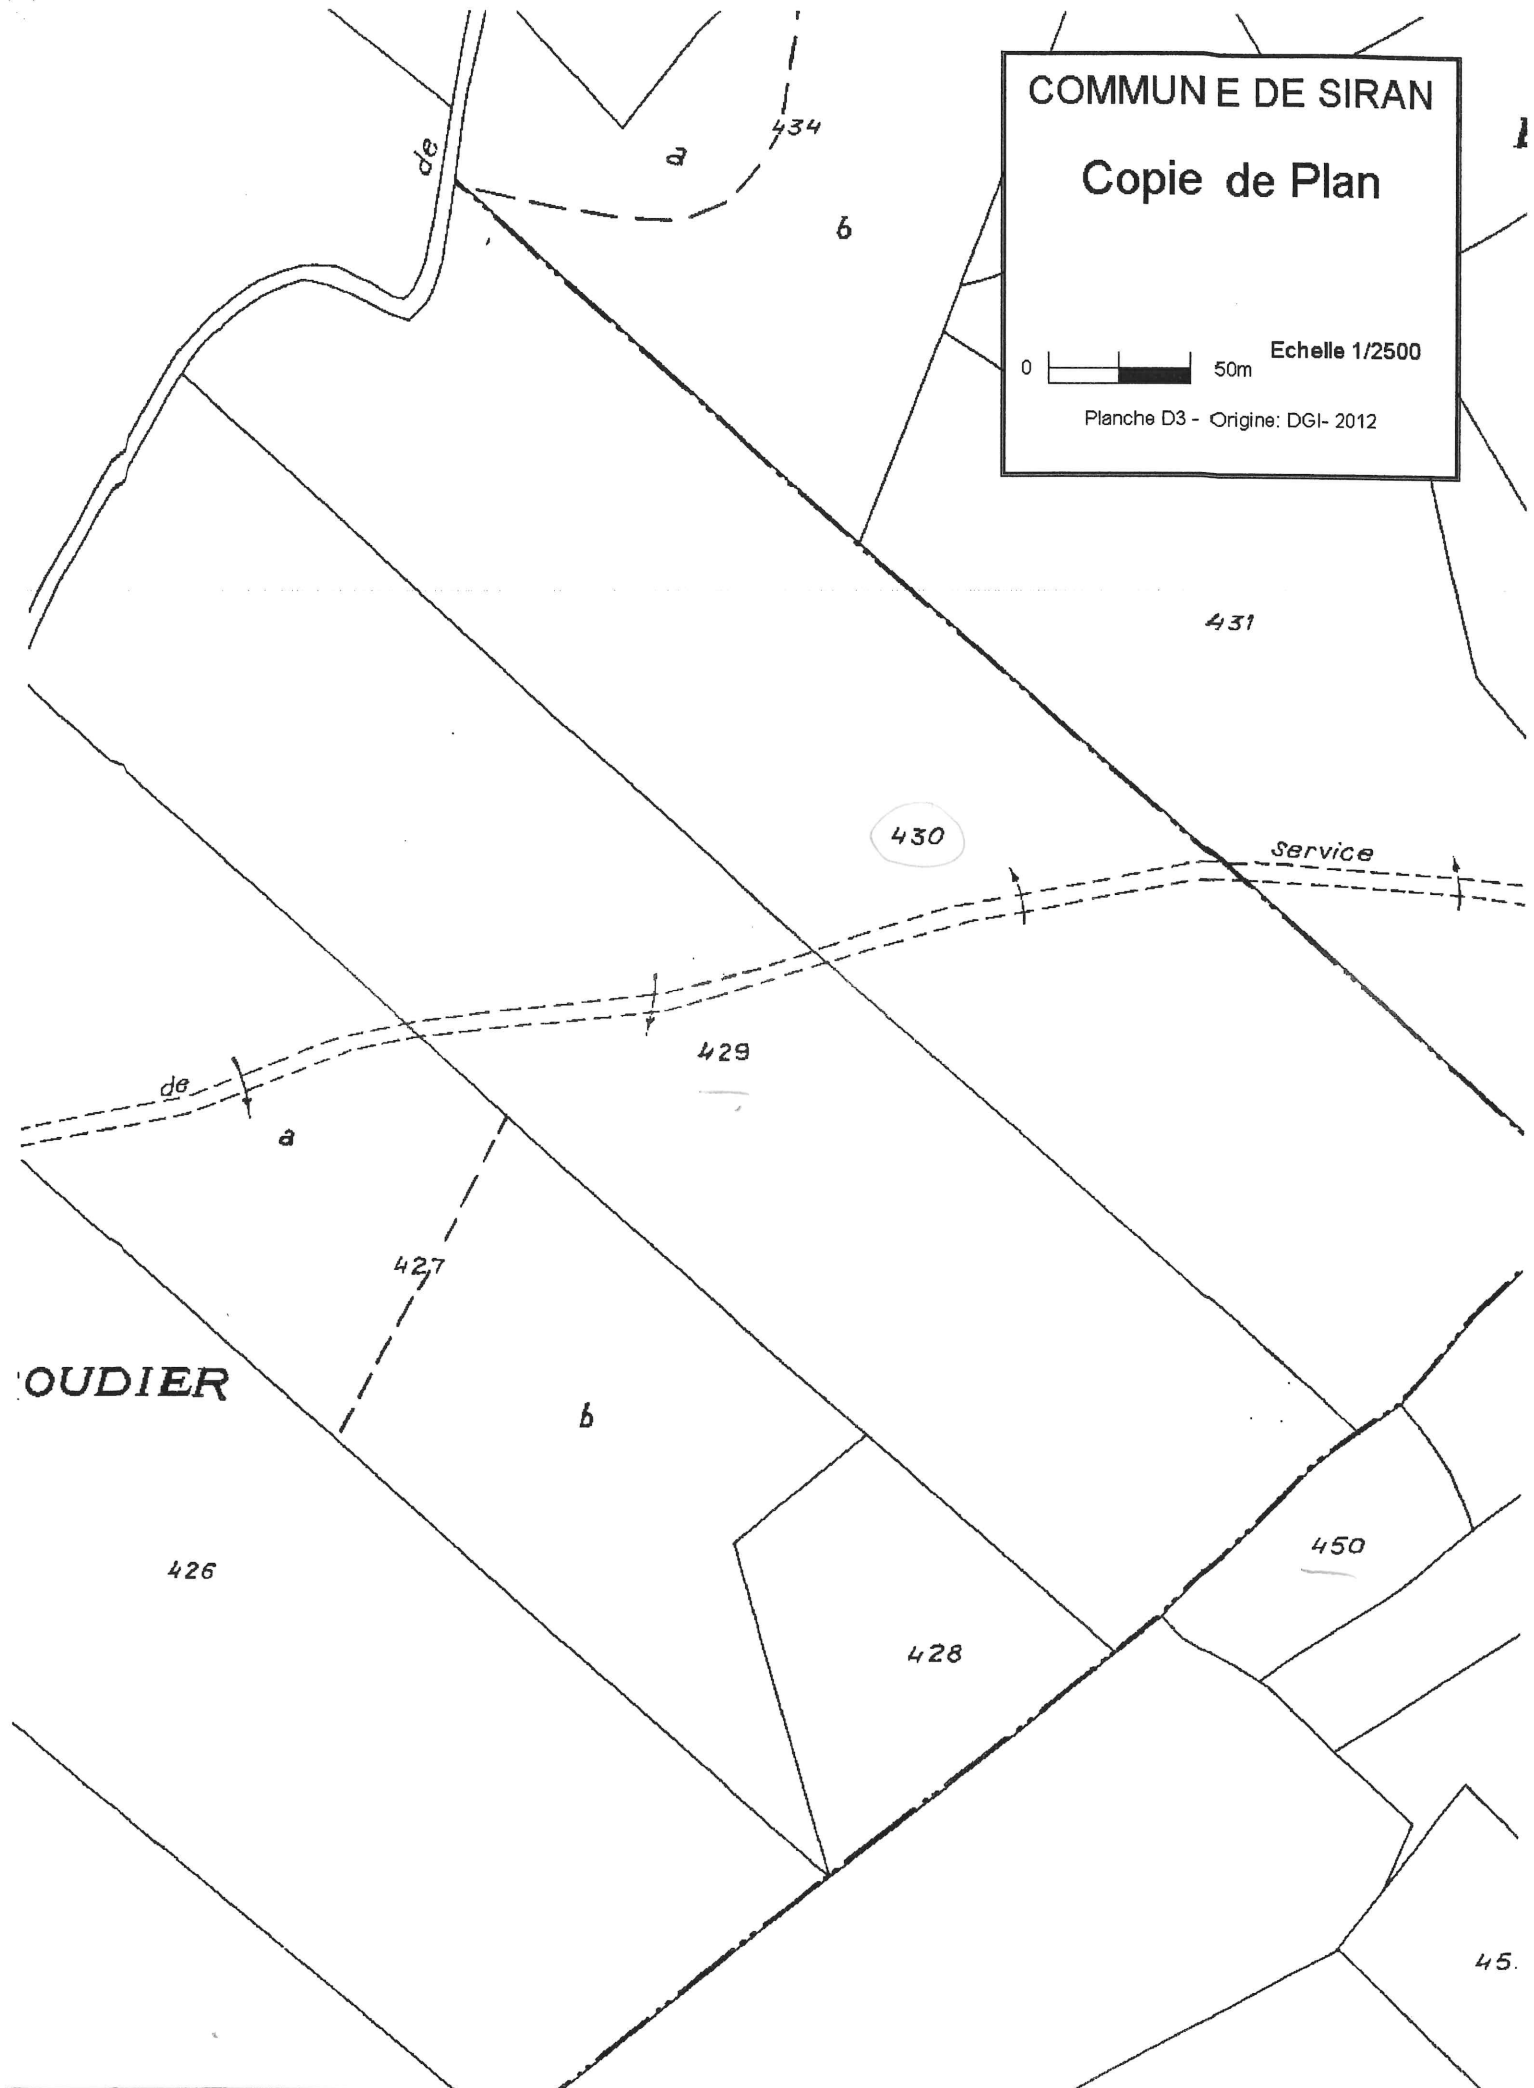 COMMUNE DE SIRAN
Copie de Plan
0
50m
Echelle 1/2500
Planche D3 - Origine: DGI- 2012
de
434
a
b
431
430
service
429
de
a
427
OUDIER
b
426
450
428
45.